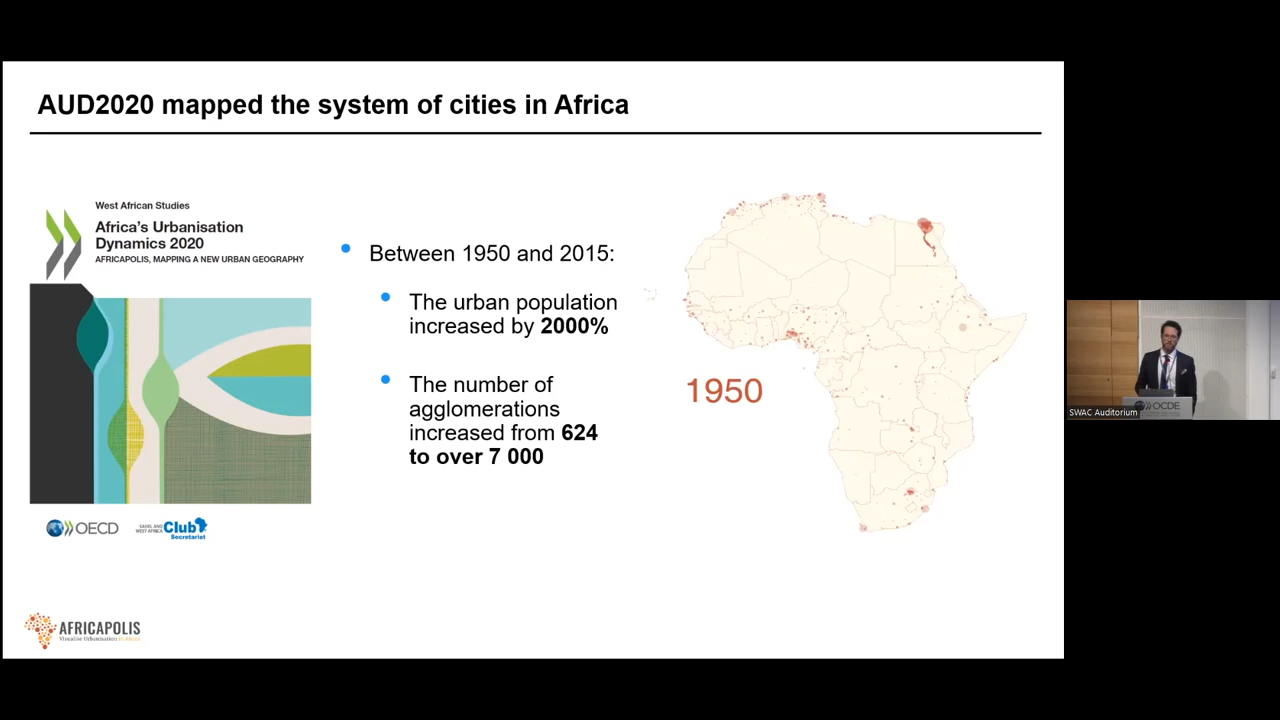 AUD2020 mapped the system of cities in Africa
West African Studies
Africa's Urbanisation
Dynamics 2020
AFRICAPOLIS, MAPPING A NEW URBAN GEOGRAPHY
OECD
SAHEL AND
WEST AFRICA
Club
Secretariat
Between 1950 and 2015:
The urban population
increased by 2000%
The number of
agglomerations
increased from 624
to over 7 000
1950
AFRICAPOLIS
Visualise Urbanisation in Africa
OCDE
SWAC Auditorium